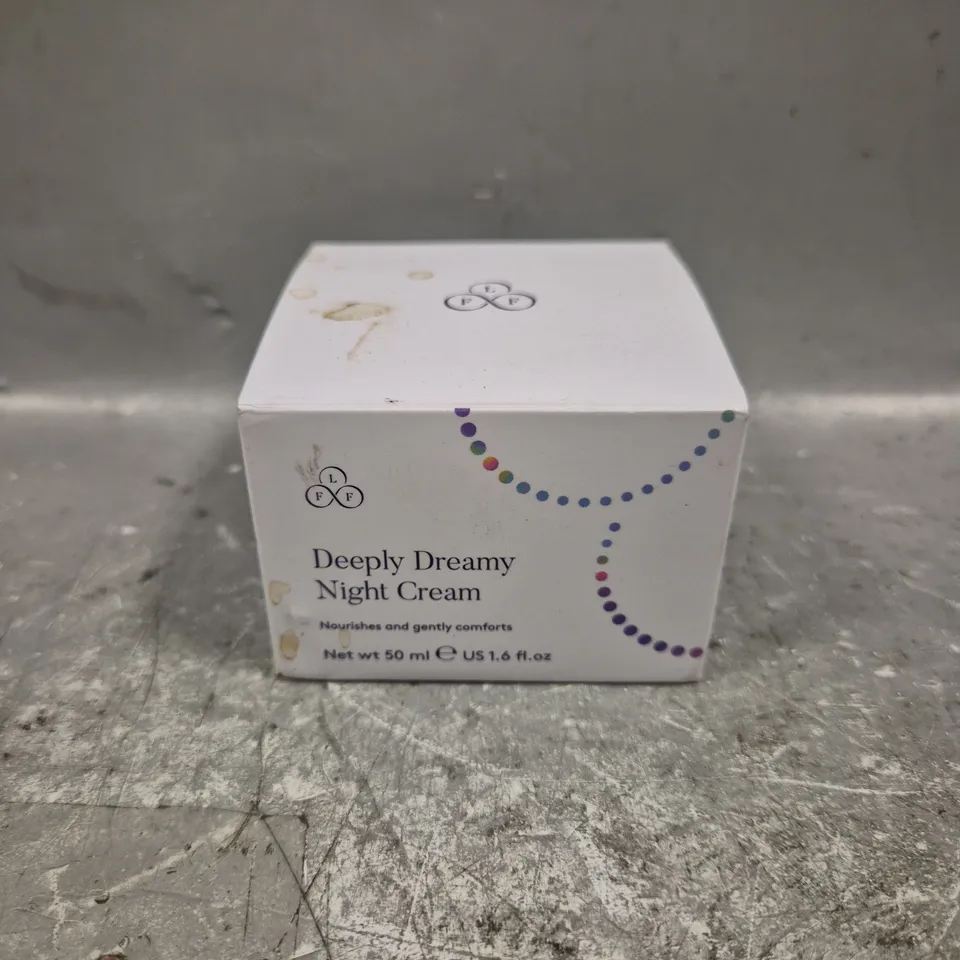 L
F F
L
F F
Deeply Dreamy
Night Cream
Nourishes and gently comforts
Net wt 50 ml ℮ US 1.6 fl.oz